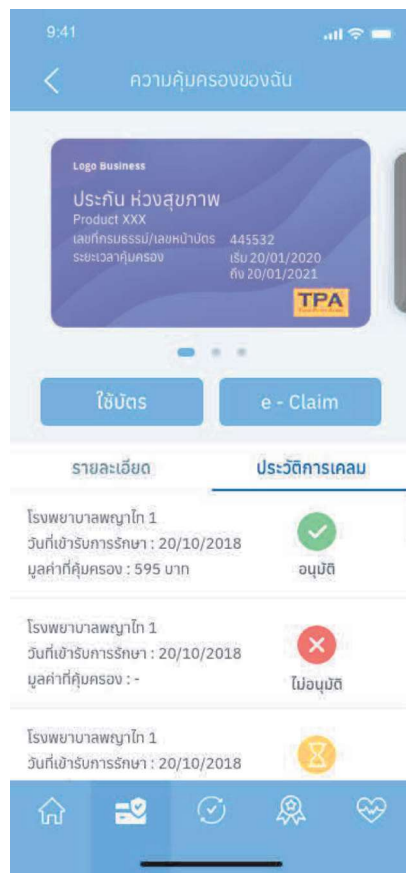 9:41
ความคุ้มครองของฉัน
Logo Business
ประกัน ห่วงสุขภาพ
Product XXX
เลขที่กรมธรรม์/เลขหน้าบัตร 445532
ระยะเวลาคุ้มครอง เริ่ม 20/01/2020
ถึง 20/01/2021
TPA
ใช้บัตร e - Claim
รายละเอียด ประวัติการเคลม
โรงพยาบาลพญาไท 1
วันที่เข้ารับการรักษา : 20/10/2018
มูลค่าที่คุ้มครอง : 595 บาท อนุมัติ
โรงพยาบาลพญาไท 1
วันที่เข้ารับการรักษา : 20/10/2018
มูลค่าที่คุ้มครอง : - ไม่อนุมัติ
โรงพยาบาลพญาไท 1
วันที่เข้ารับการรักษา : 20/10/2018